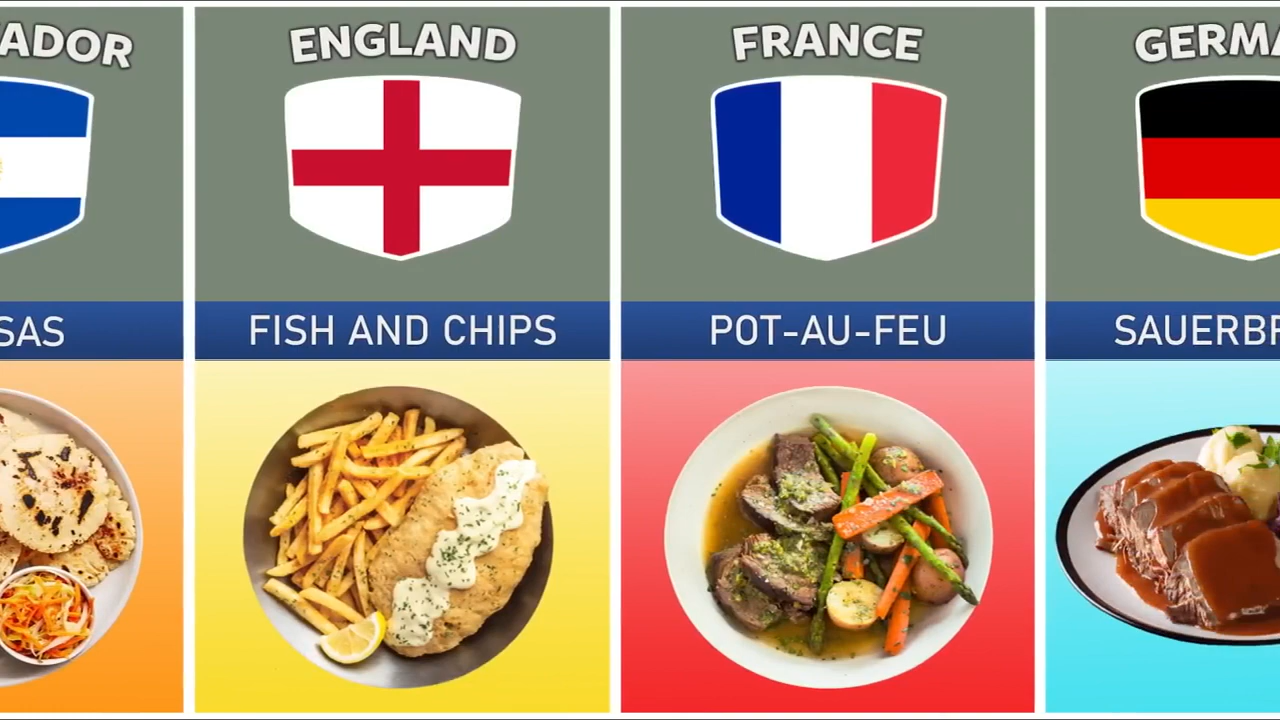 ADOR
ENGLAND
FRANCE
GERMA
SAS
FISH AND CHIPS
POT-AU-FEU
SAUERBR